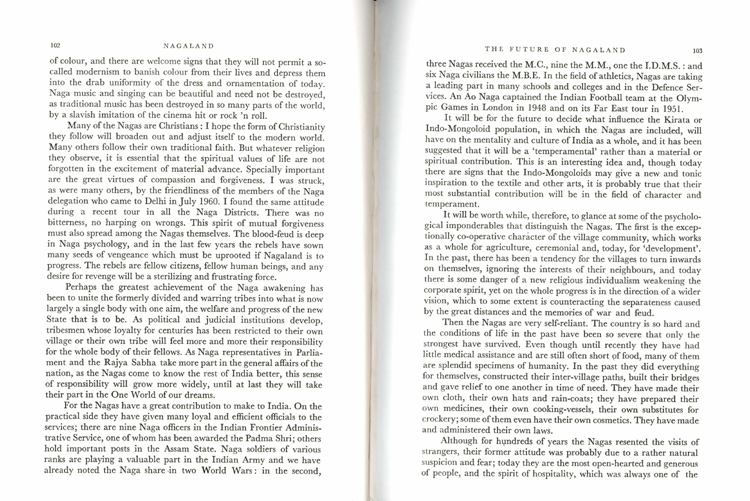 102 NAGALAND
of colour, and there are welcome signs that they will not permit a so-
called modernism to banish colour from their lives and depress them
into the drab uniformity of the dress and ornamentation of today.
Naga music and singing can be beautiful and need not be destroyed,
as traditional music has been destroyed in so many parts of the world,
by a slavish imitation of the cinema hit or rock 'n roll.
Many of the Nagas are Christians : I hope the form of Christianity
they follow will broaden out and adjust itself to the modern world.
Many others follow their own traditional faith. But whatever religion
they observe, it is essential that the spiritual values of life are not
forgotten in the excitement of material advance. Specially important
are the great virtues of compassion and forgiveness. I was struck,
as were many others, by the friendliness of the members of the Naga
delegation who came to Delhi in July 1960. I found the same attitude
during a recent tour in all the Naga Districts. There was no
bitterness, no harping on wrongs. This spirit of mutual forgiveness
must also spread among the Nagas themselves. The blood-feud is deep
in Naga psychology, and in the last few years the rebels have sown
many seeds of vengeance which must be uprooted if Nagaland is to
progress. The rebels are fellow citizens, fellow human beings, and any
desire for revenge will be a sterilizing and frustrating force.
Perhaps the greatest achievement of the Naga awakening has
been to unite the formerly divided and warring tribes into what is now
largely a single body with one aim, the welfare and progress of the new
State that is to be. As political and judicial institutions develop,
tribesmen whose loyalty for centuries has been restricted to their own
village or their own tribe will feel more and more their responsibility
for the whole body of their fellows. As Naga representatives in Parlia-
ment and the Rajya Sabha take more part in the general affairs of the
nation, as the Nagas come to know the rest of India better, this sense
of responsibility will grow more widely, until at last they will take
their part in the One World of our dreams.
For the Nagas have a great contribution to make to India. On the
practical side they have given many loyal and efficient officials to the
services; there are nine Naga officers in the Indian Frontier Adminis-
trative Service, one of whom has been awarded the Padma Shri; others
hold important posts in the Assam State. Naga soldiers of various
ranks are playing a valuable part in the Indian Army and we have
already noted the Naga share in two World Wars : in the second,
THE FUTURE OF NAGALAND 103
three Nagas received the M.C., nine the M.M., one the I.D.M.S. : and
six Naga civilians the M.B.E. In the field of athletics, Nagas are taking
a leading part in many schools and colleges and in the Defence Ser-
vices. An Ao Naga captained the Indian Football team at the Olym-
pic Games in London in 1948 and on its Far East tour in 1951.
It will be for the future to decide what influence the Kirata or
Indo-Mongoloid population, in which the Nagas are included, will
have on the mentality and culture of India as a whole, and it has been
suggested that it will be a 'temperamental' rather than a material or
spiritual contribution. This is an interesting idea and, though today
there are signs that the Indo-Mongoloids may give a new and tonic
inspiration to the textile and other arts, it is probably true that their
most substantial contribution will be in the field of character and
temperament.
It will be worth while, therefore, to glance at some of the psycholo-
gical imponderables that distinguish the Nagas. The first is the excep-
tionally co-operative character of the village community, which works
as a whole for agriculture, ceremonial and, today, for 'development'.
In the past, there has been a tendency for the villages to turn inwards
on themselves, ignoring the interests of their neighbours, and today
there is some danger of a new religious individualism weakening the
corporate spirit, yet on the whole progress is in the direction of a wider
vision, which to some extent is counteracting the separateness caused
by the great distances and the memories of war and feud.
Then the Nagas are very self-reliant. The country is so hard and
the conditions of life in the past have been so severe that only the
strongest have survived. Even though until recently they have had
little medical assistance and are still often short of food, many of them
are splendid specimens of humanity. In the past they did everything
for themselves, constructed their inter-village paths, built their bridges
and gave relief to one another in time of need. They have made their
own cloth, their own hats and rain-coats; they have prepared their
own medicines, their own cooking-vessels, their own substitutes for
crockery; some of them even have their own cosmetics. They have made
and administered their own laws.
Although for hundreds of years the Nagas resented the visits of
strangers, their former attitude was probably due to a rather natural
suspicion and fear; today they are the most open-hearted and generous
of people, and the spirit of hospitality, which was always one of the